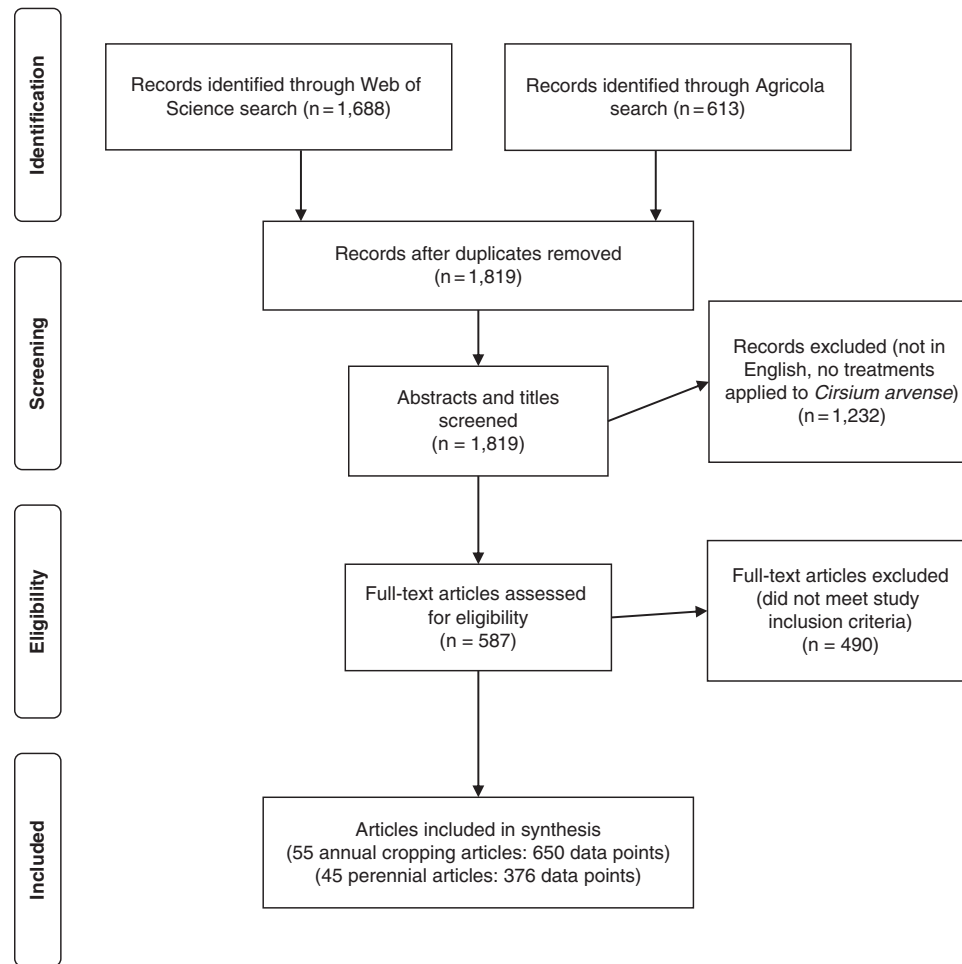 Identification
Records identified through Web of
Science search (n = 1,688)
Records identified through Agricola
search (n = 613)
Records after duplicates removed
(n = 1,819)
Screening
Abstracts and titles
screened
(n = 1,819)
Records excluded (not in
English, no treatments
applied to Cirsium arvense)
(n = 1,232)
Eligibility
Full-text articles assessed
for eligibility
(n = 587)
Full-text articles excluded
(did not meet study
inclusion criteria)
(n = 490)
Included
Articles included in synthesis
(55 annual cropping articles: 650 data points)
(45 perennial articles: 376 data points)